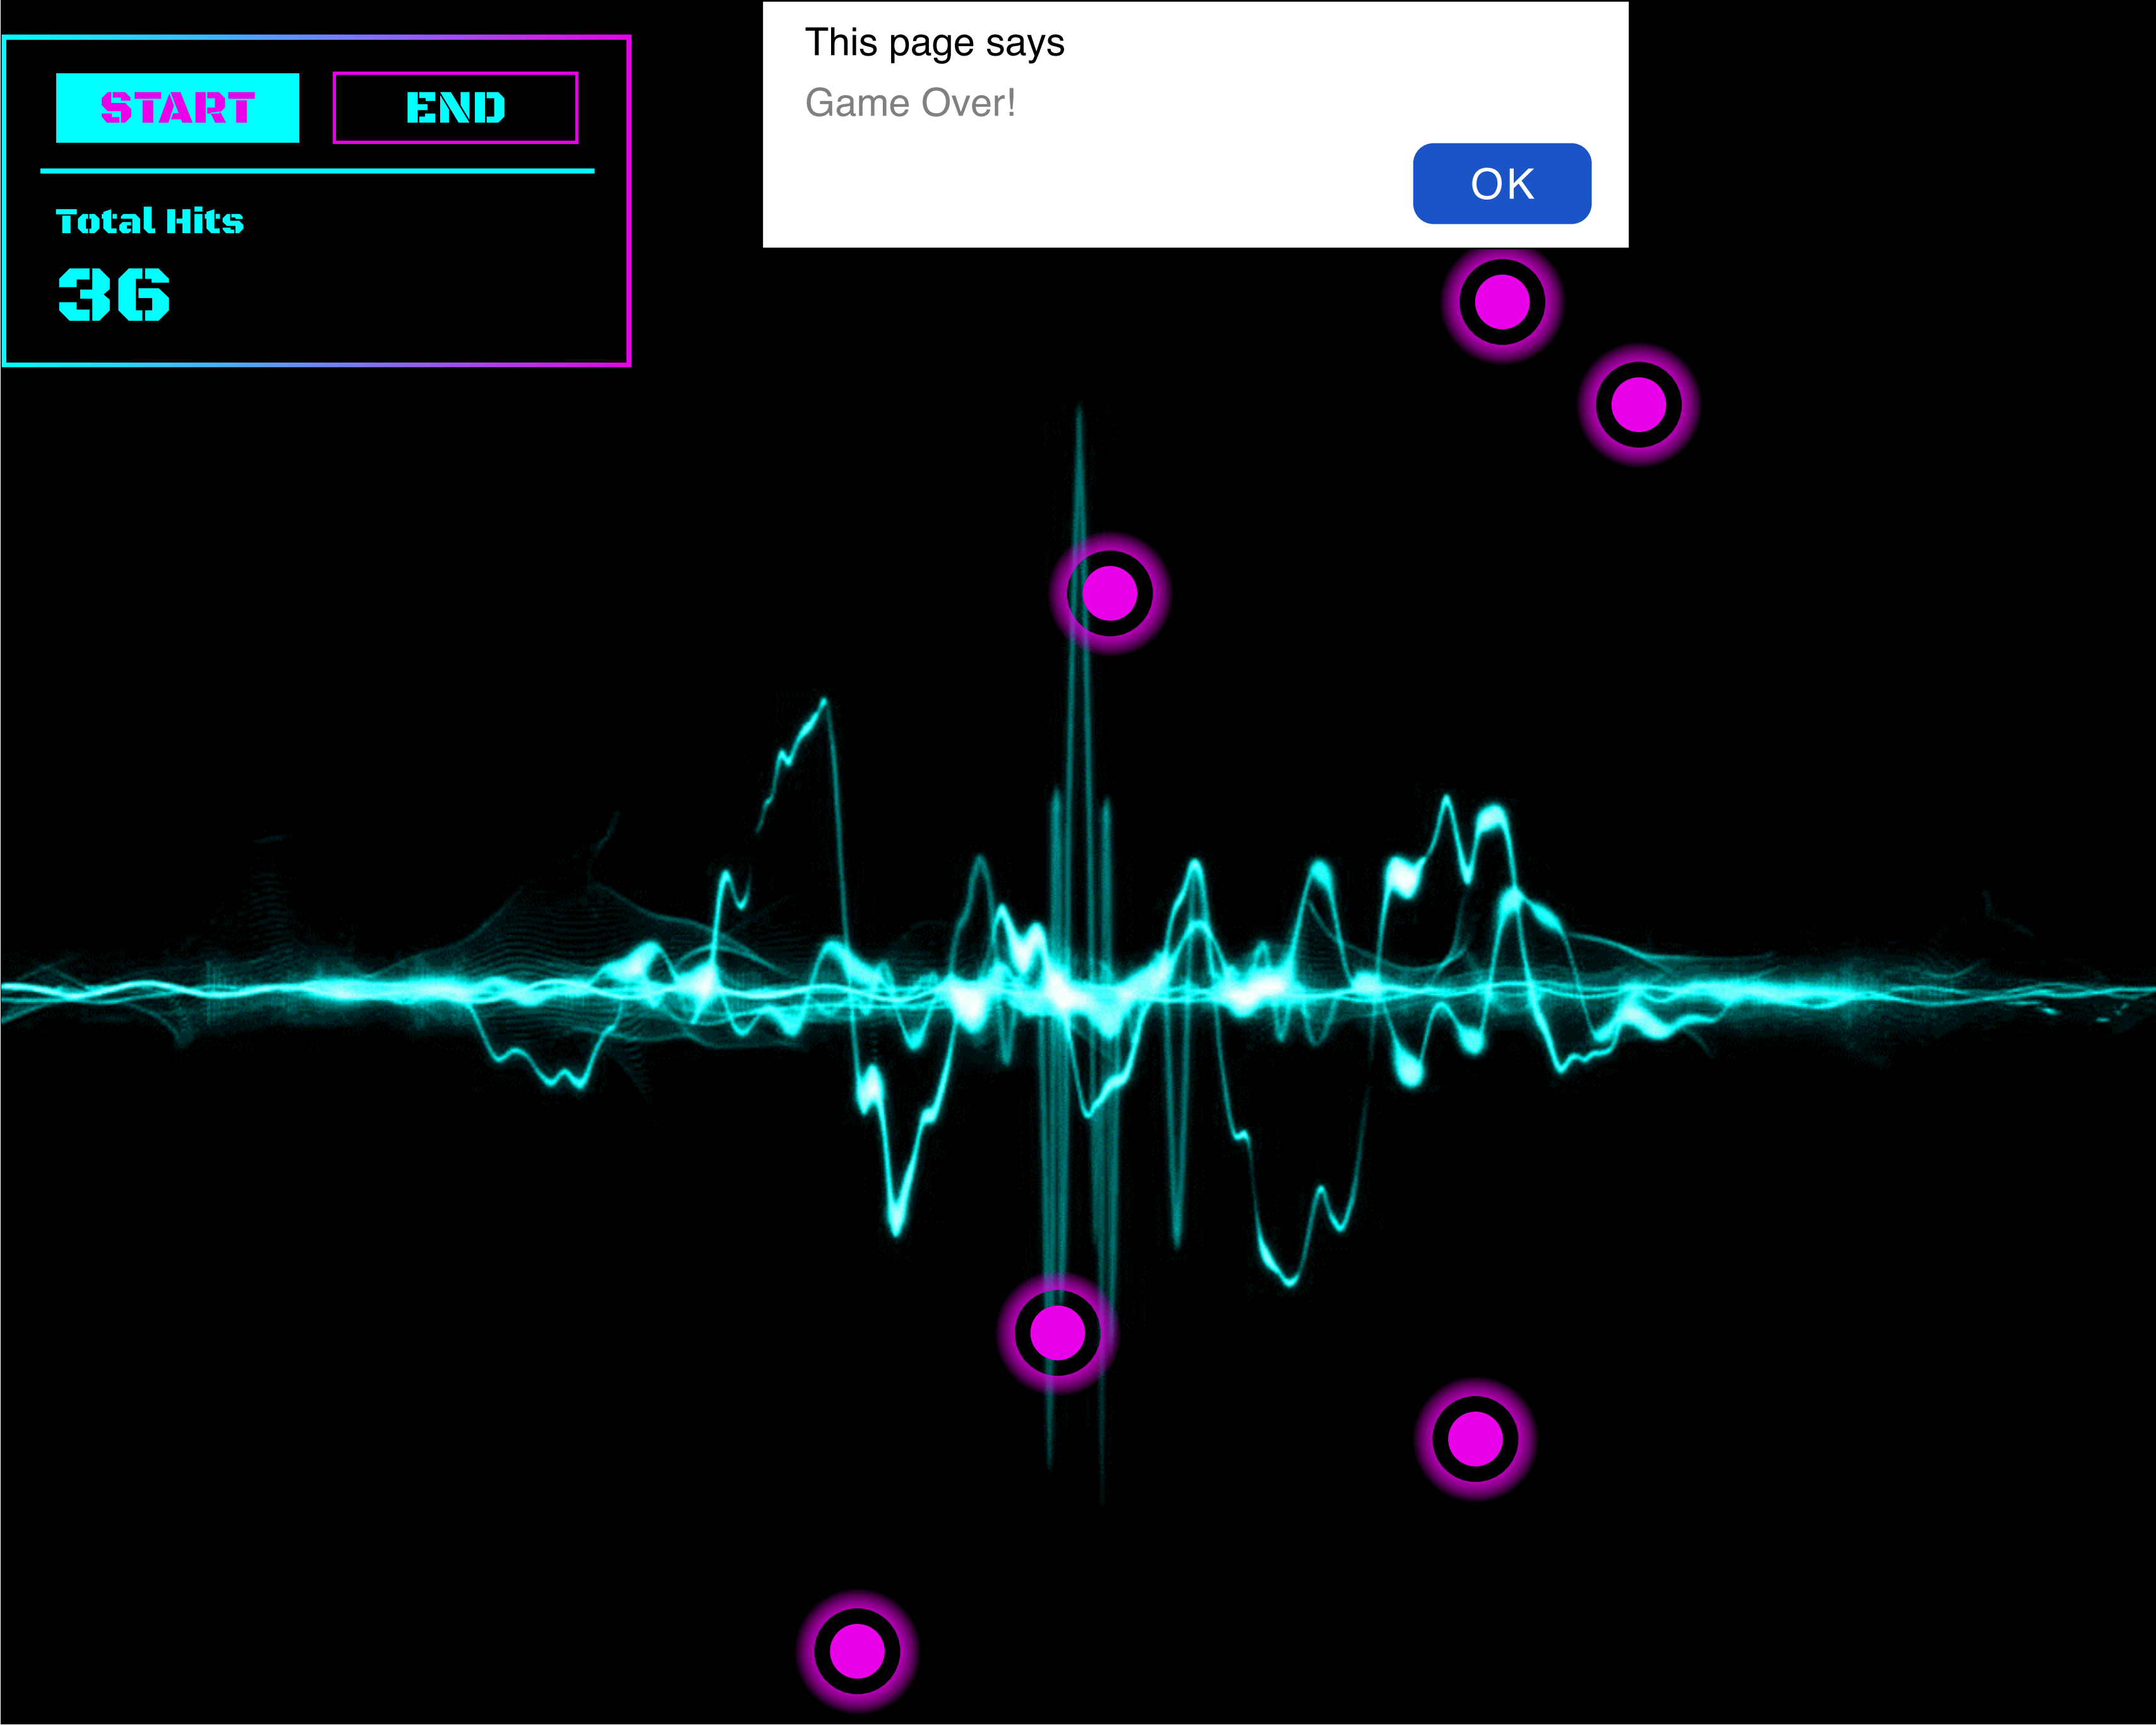 START
END
Total Hits
36
This page says
Game Over!
OK